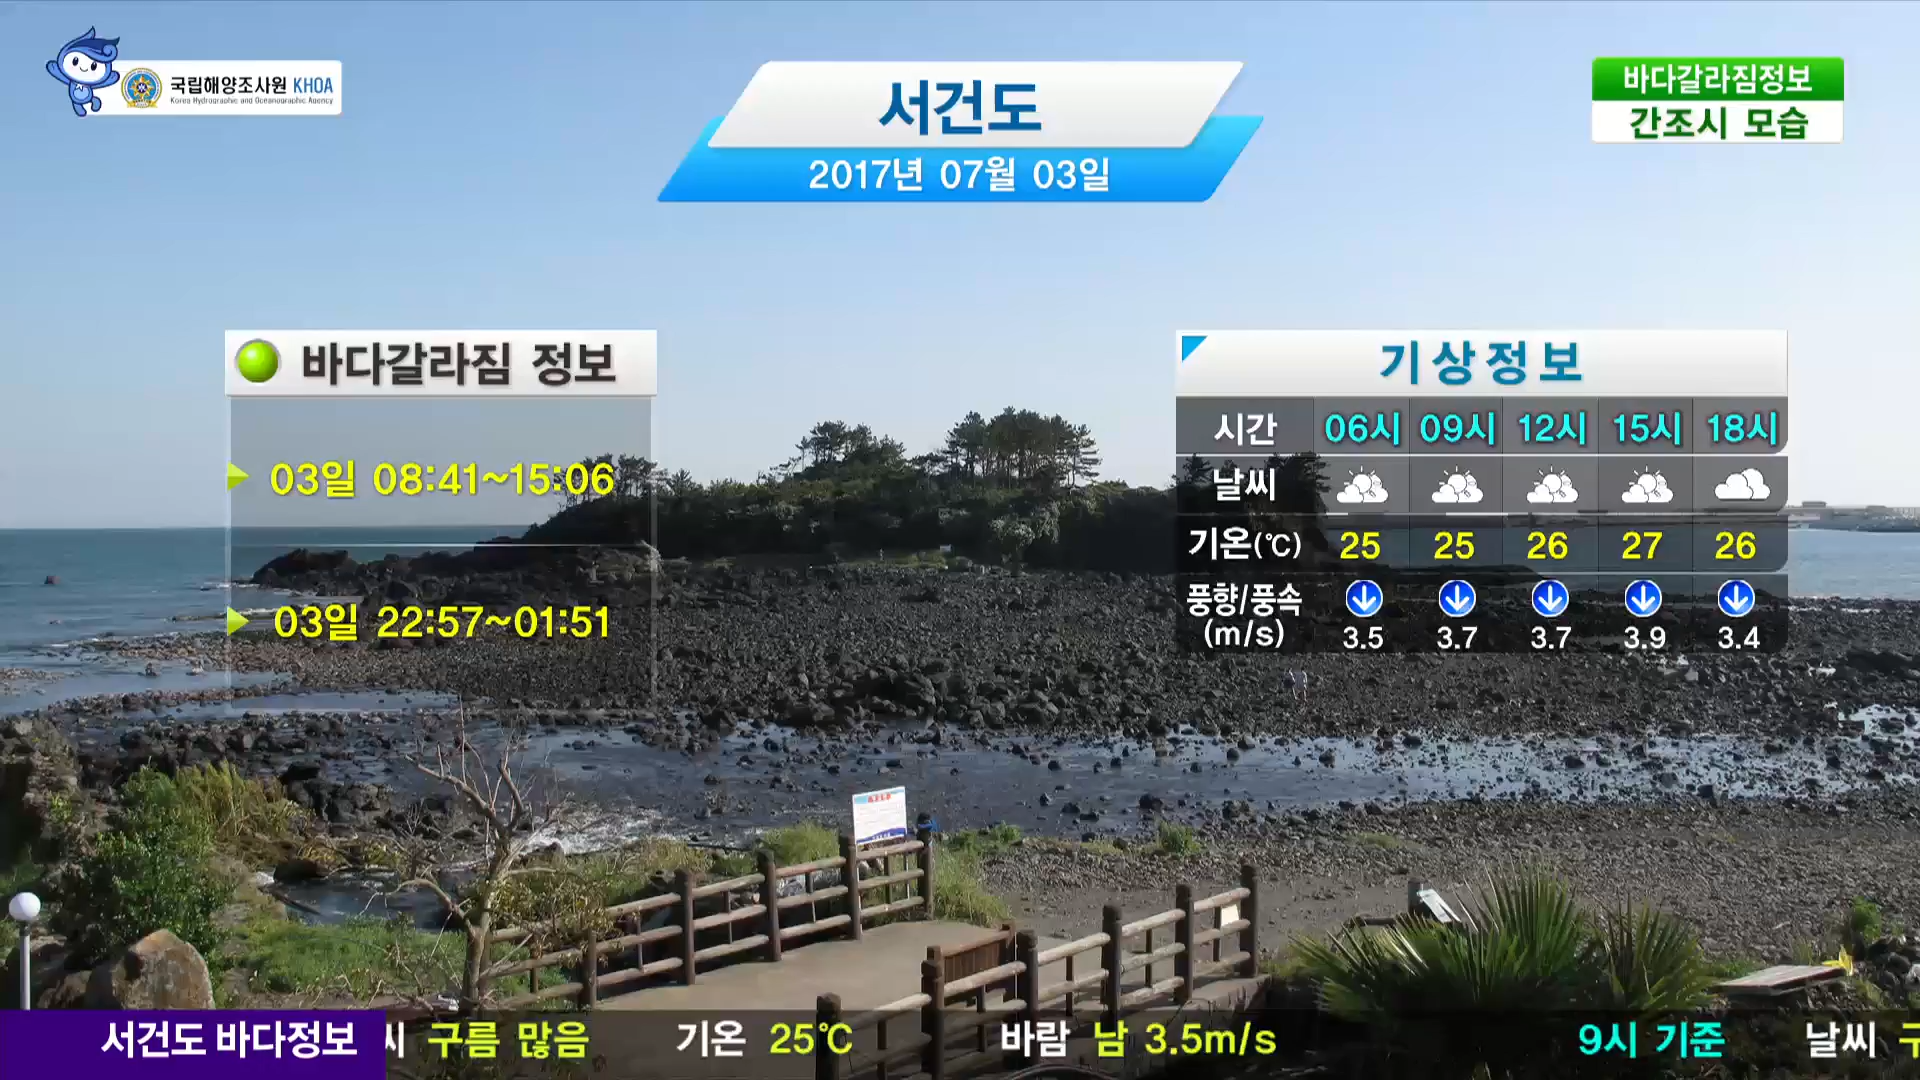 국립해양조사원 KHOA
Korea Hydrographic and Oceanographic Agency
서건도
2017년 07월 03일
바다갈라짐정보
간조시 모습
바다갈라짐 정보
03일 08:41~15:06
03일 22:57~01:51
기상정보
시간 06시 09시 12시 15시 18시
날씨
기온(℃) 25 25 26 27 26
풍향/풍속
(m/s) 3.5 3.7 3.7 3.9 3.4
서건도 바다정보 씨 구름 많음 기온 25℃ 바람 남 3.5m/s 9시 기준 날씨 구